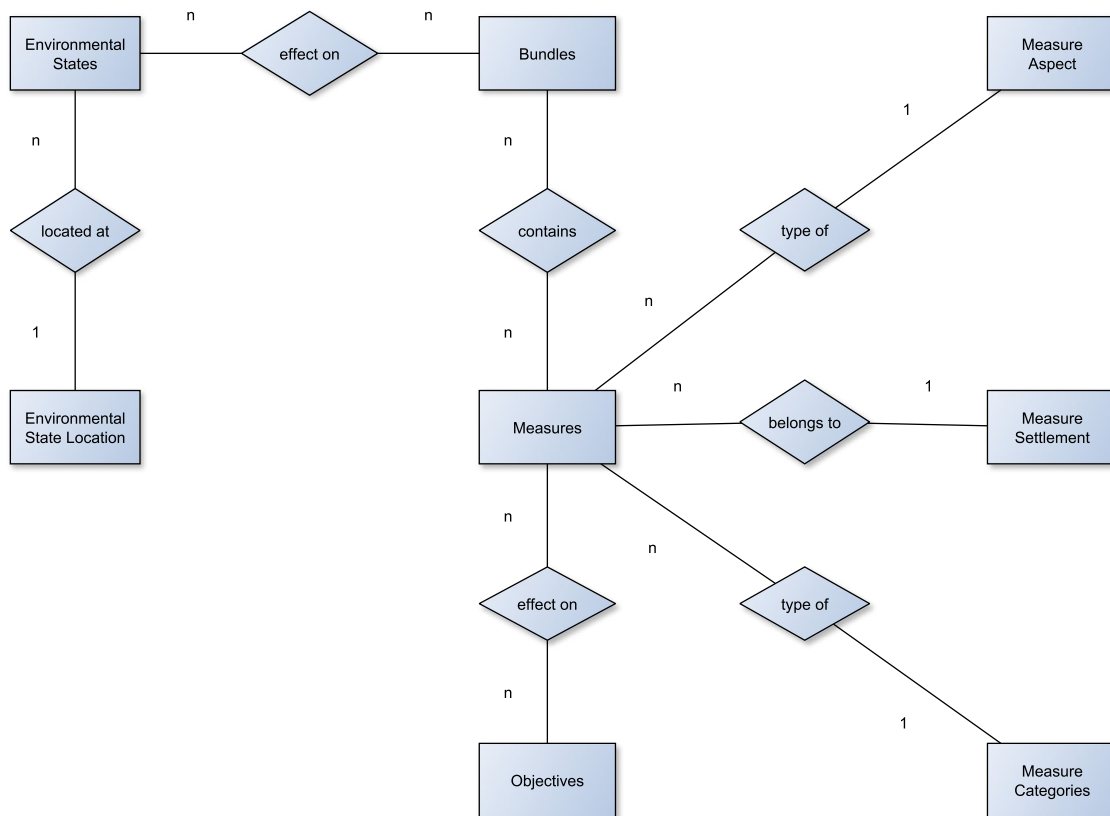 n
n
Environmental
States
effect on
Bundles
Measure
Aspect
1
n
n
located at
contains
type of
n
1
n
n
1
Environmental
State Location
Measures
belongs to
Measure
Settlement
n
n
effect on
type of
n
1
Objectives
Measure
Categories